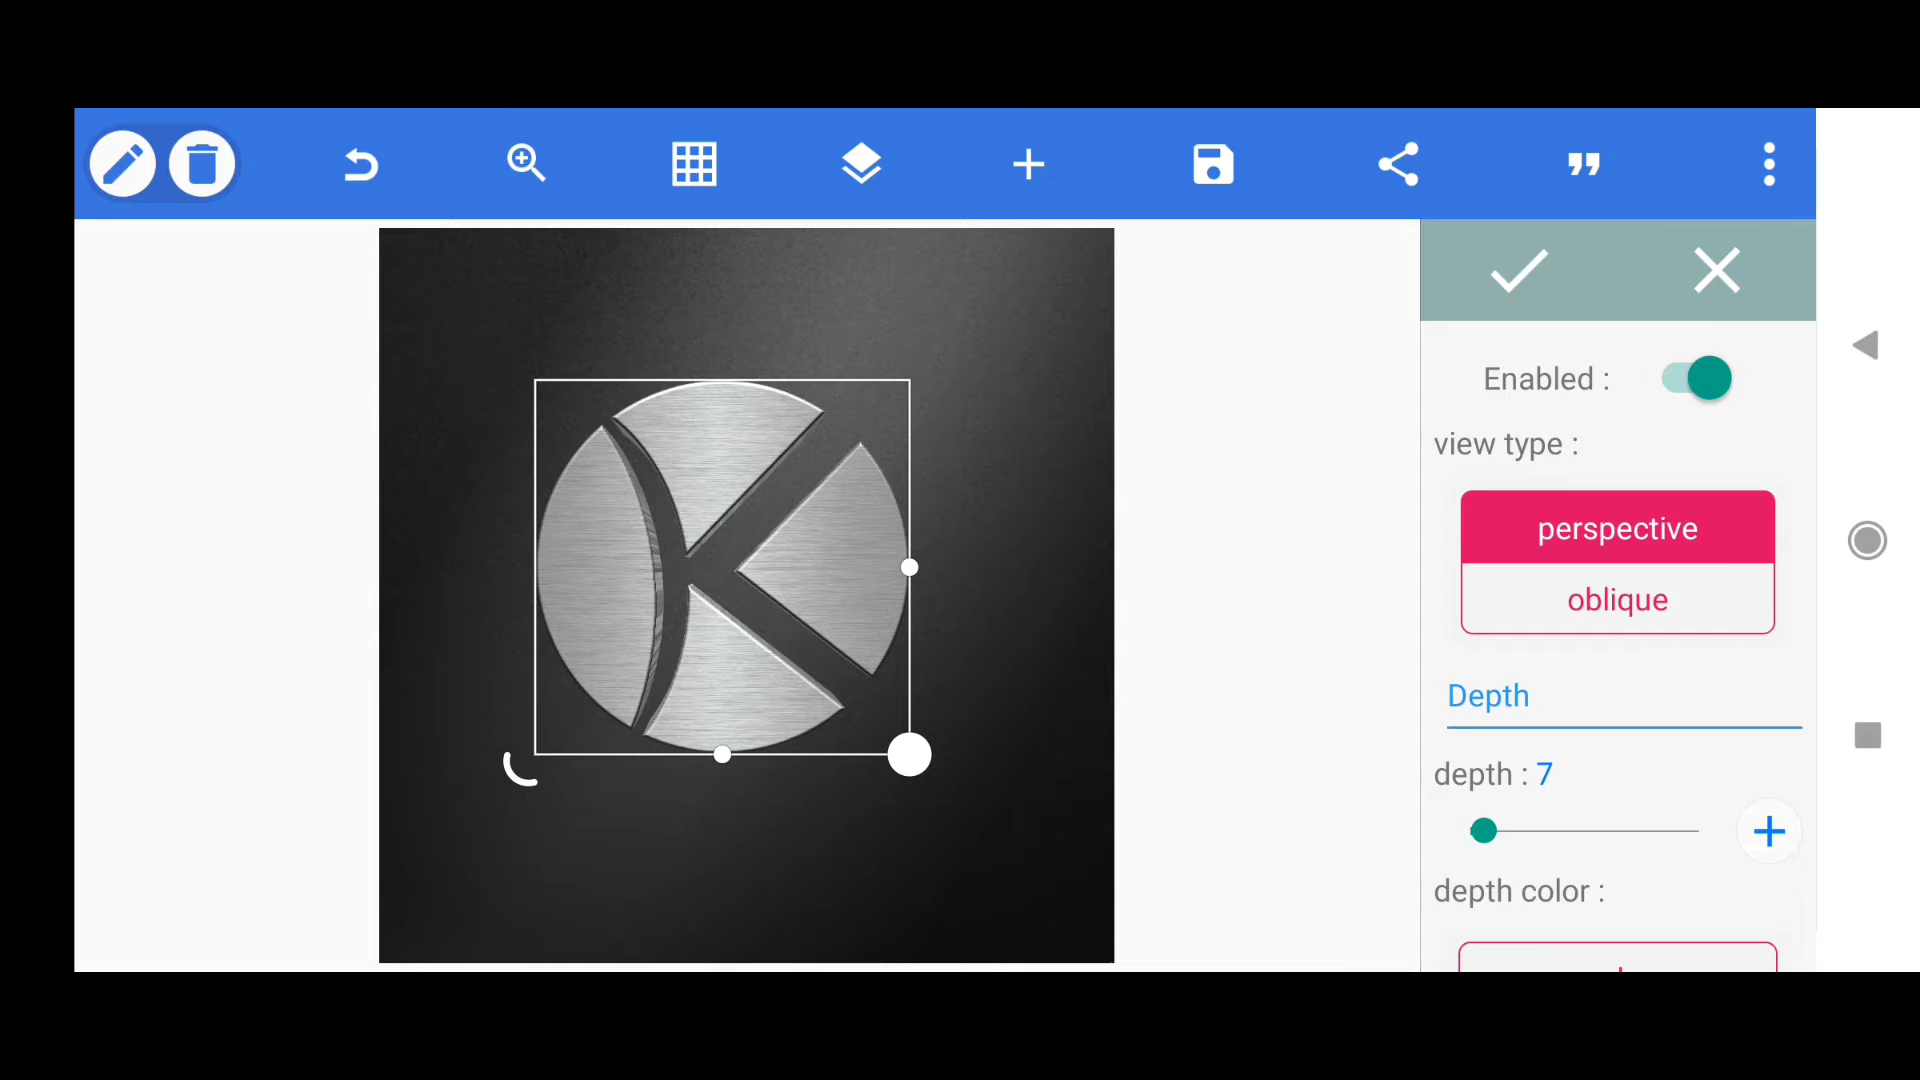 Enabled :
view type :
perspective
oblique
Depth
depth : 7
depth color :